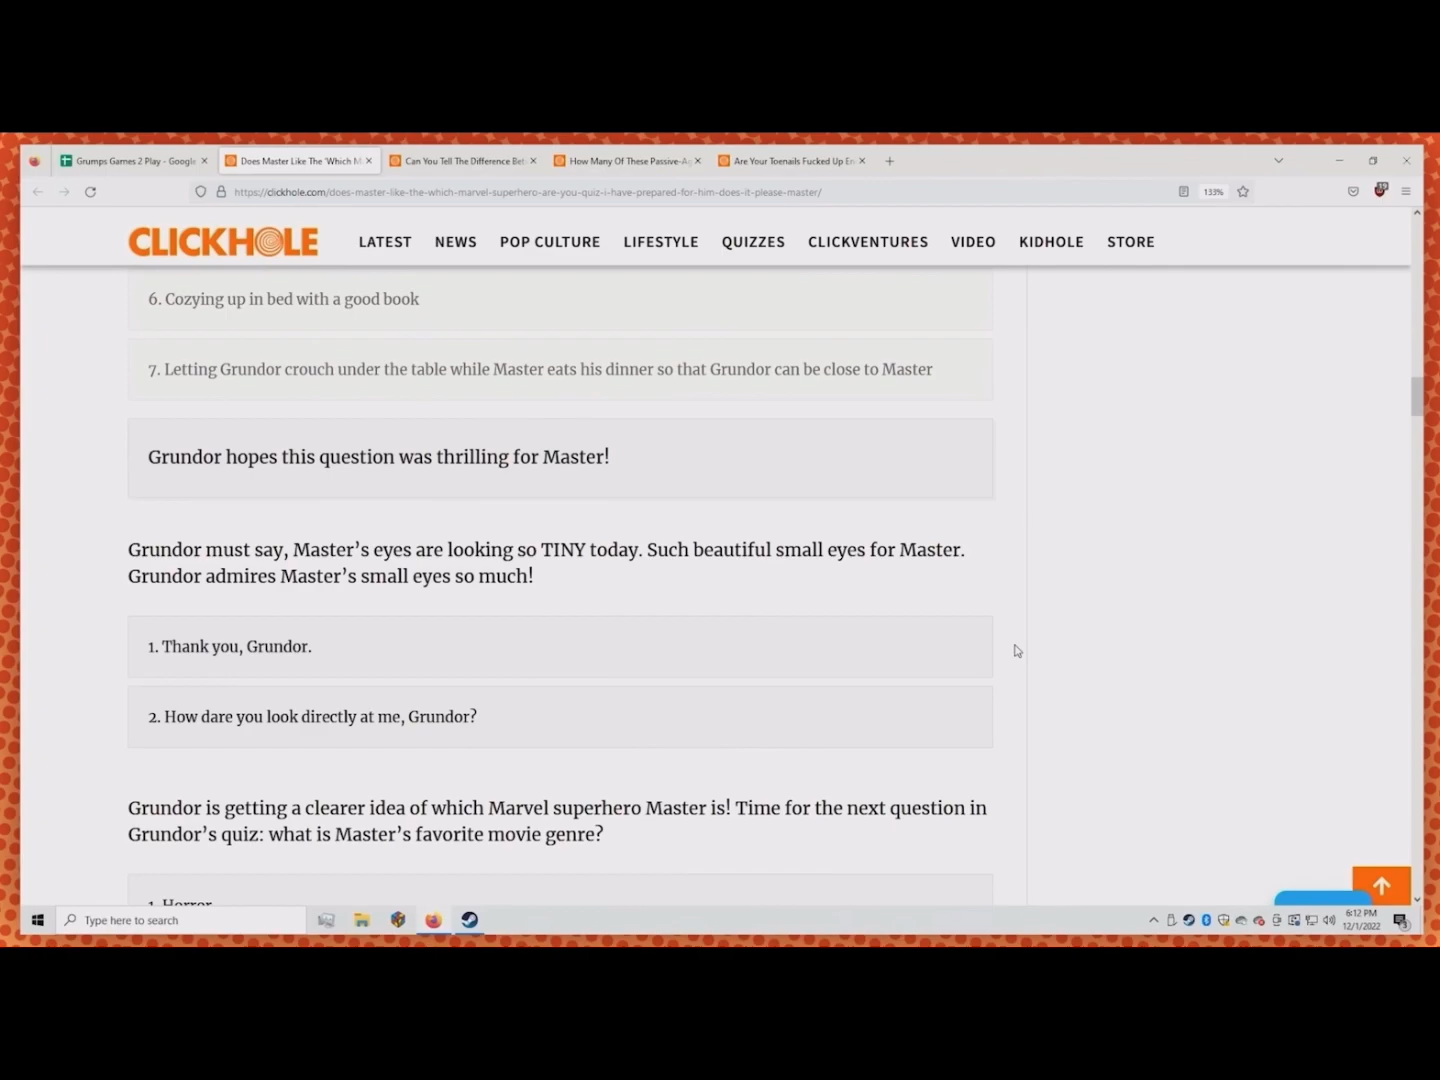 Grumps Games 2 Play - Google
Does Master Like The 'Which M
Can You Tell The Difference Bet
How Many Of These Passive-Ag
Are Your Toenails Fucked Up En
https://clickhole.com/does-master-like-the-which-marvel-superhero-are-you-quiz-i-have-prepared-for-him-does-it-please-master/
133%
CLICKHOLE
LATEST NEWS POP CULTURE LIFESTYLE QUIZZES CLICKVENTURES VIDEO KIDHOLE STORE
6. Cozying up in bed with a good book
7. Letting Grundor crouch under the table while Master eats his dinner so that Grundor can be close to Master
Grundor hopes this question was thrilling for Master!
Grundor must say, Master's eyes are looking so TINY today. Such beautiful small eyes for Master.
Grundor admires Master's small eyes so much!
1. Thank you, Grundor.
2. How dare you look directly at me, Grundor?
Grundor is getting a clearer idea of which Marvel superhero Master is! Time for the next question in
Grundor's quiz: what is Master's favorite movie genre?
1. Horror
Type here to search
6:12 PM
12/1/2022